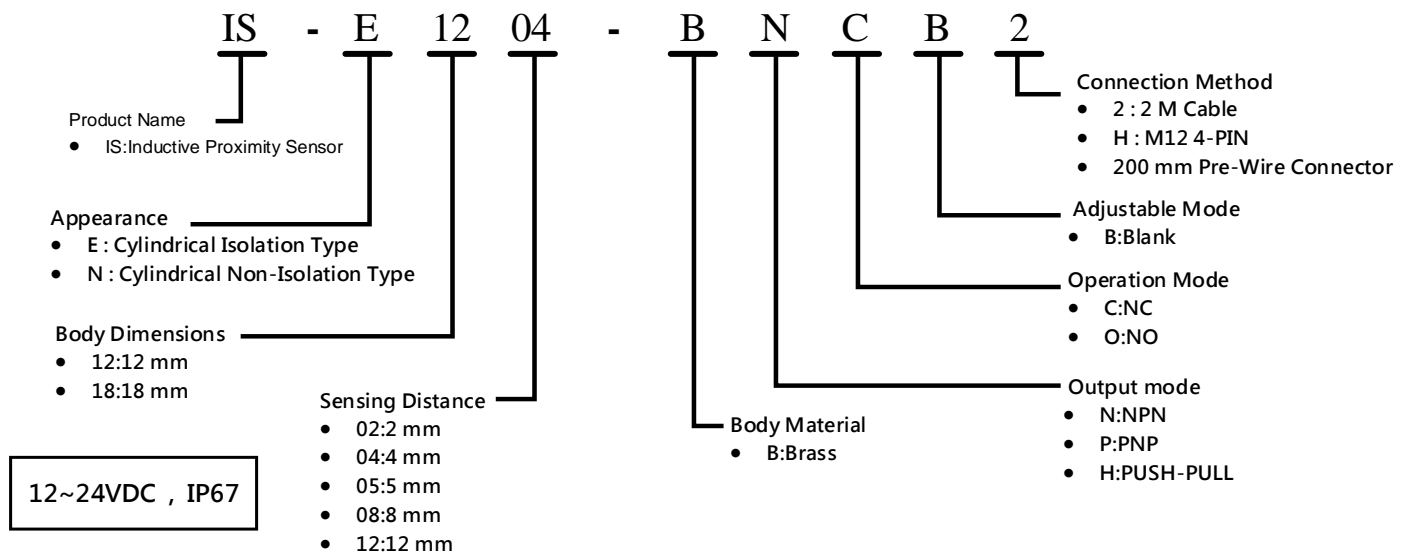 IS - E 12 04 - B N C B 2
Product Name
• IS:Inductive Proximity Sensor
Appearance
• E : Cylindrical Isolation Type
• N : Cylindrical Non-Isolation Type
Body Dimensions
• 12:12 mm
• 18:18 mm
Sensing Distance
• 02:2 mm
• 04:4 mm
• 05:5 mm
• 08:8 mm
• 12:12 mm
12~24VDC , IP67
Body Material
• B:Brass
Connection Method
• 2 : 2 M Cable
• H : M12 4-PIN
• 200 mm Pre-Wire Connector
Adjustable Mode
• B:Blank
Operation Mode
• C:NC
• O:NO
Output mode
• N:NPN
• P:PNP
• H:PUSH-PULL